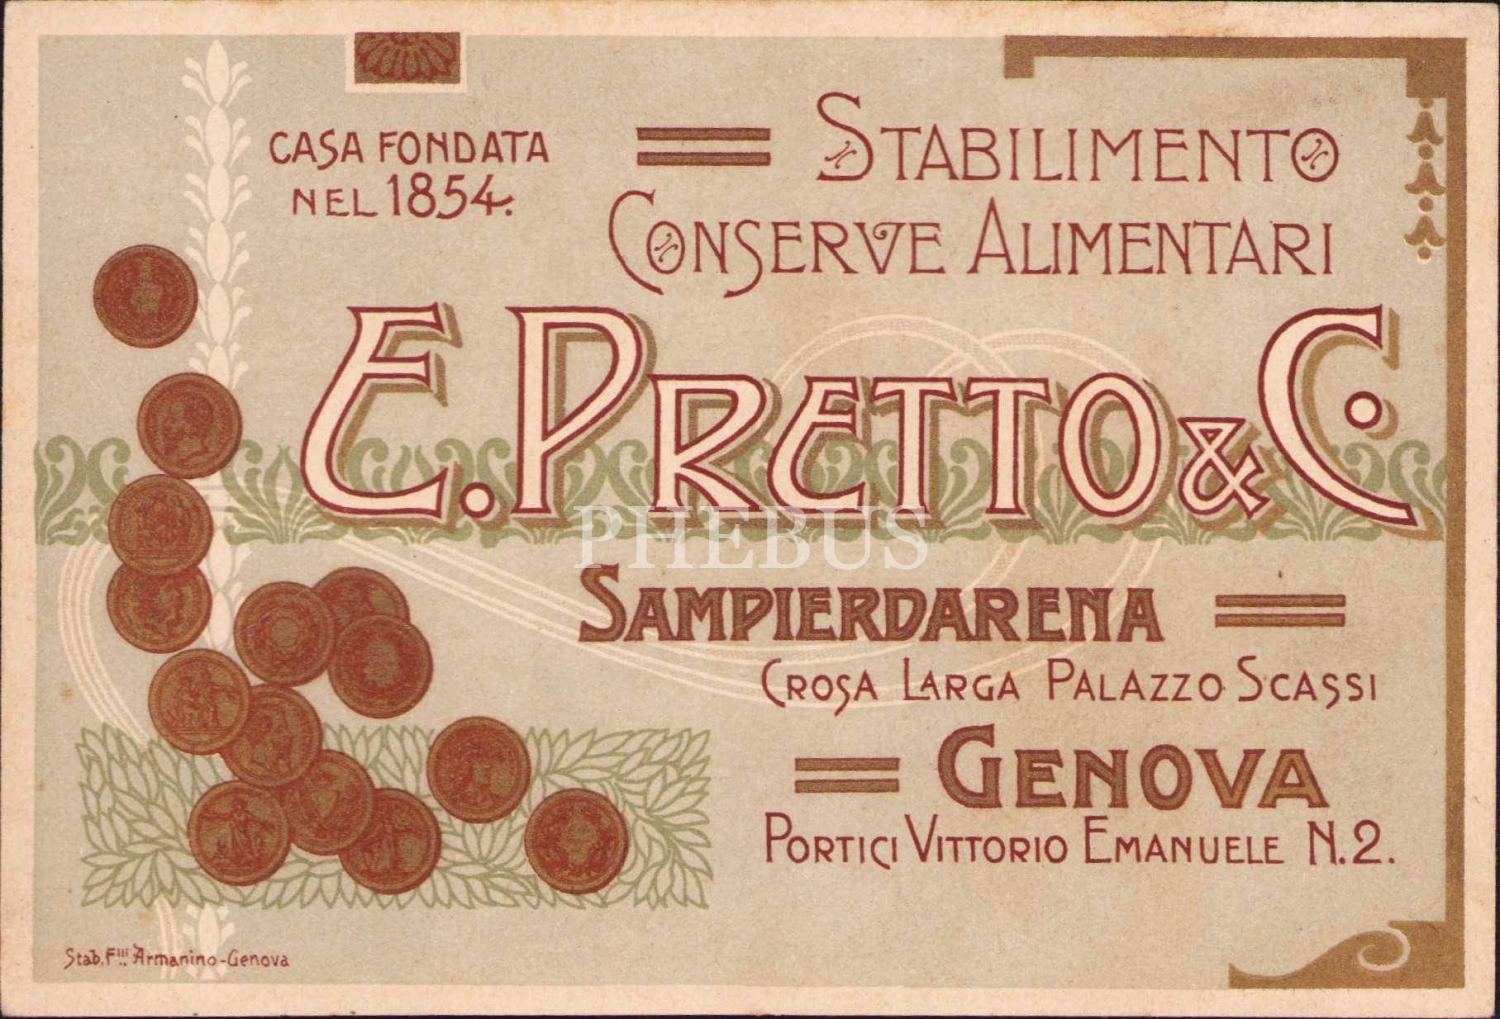 CASA FONDATA
NEL 1854.
STABILIMENTO
CONSERVE ALIMENTARI
E. PRETTO & C.
PHEBUS
SAMPIERDARENA
CROSA LARGA PALAZZO SCASSI
GENOVA
PORTICI VITTORIO EMANUELE N.2.
Stab. Flli Armanino-Genova